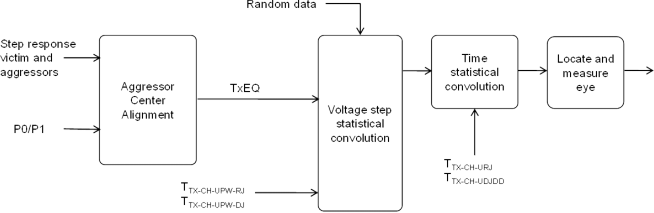 Random data
Step response
victim and
aggressors
P0/P1
Aggressor
Center
Alignment
TxEQ
TTX-CH-UPW-RJ
TTX-CH-UPW-DJ
Voltage step
statistical
convolution
Time
statistical
convolution
TTX-CH-URJ
TTX-CH-UDJDD
Locate and
measure
eye